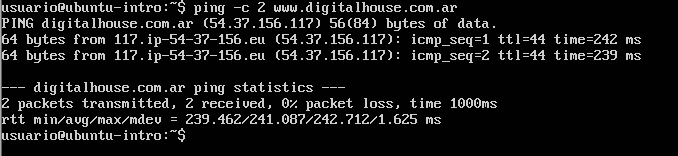 usuario@ubuntu-intro:~$ ping -c 2 www.digitalhouse.com.ar
PING digitalhouse.com.ar (54.37.156.117) 56(84) bytes of data.
64 bytes from 117.ip-54-37-156.eu (54.37.156.117): icmp_seq=1 ttl=44 time=242 ms
64 bytes from 117.ip-54-37-156.eu (54.37.156.117): icmp_seq=2 ttl=44 time=239 ms

--- digitalhouse.com.ar ping statistics ---
2 packets transmitted, 2 received, 0% packet loss, time 1000ms
rtt min/avg/max/mdev = 239.462/241.087/242.712/1.625 ms
usuario@ubuntu-intro:~$